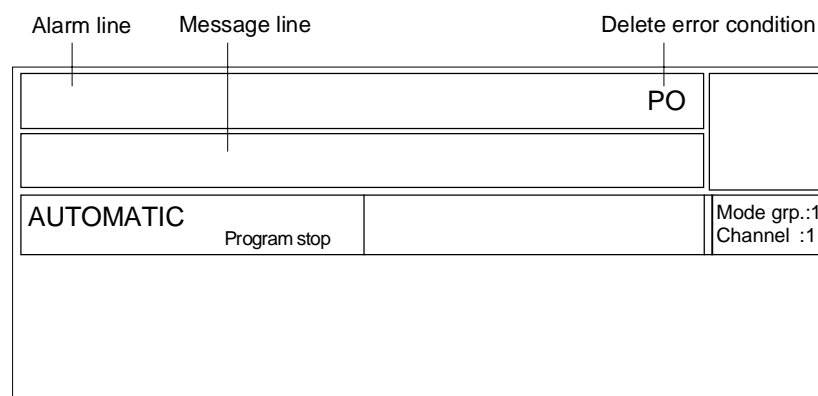 Alarm line Message line Delete error condition
PO
AUTOMATIC
Program stop
Mode grp.:1
Channel :1